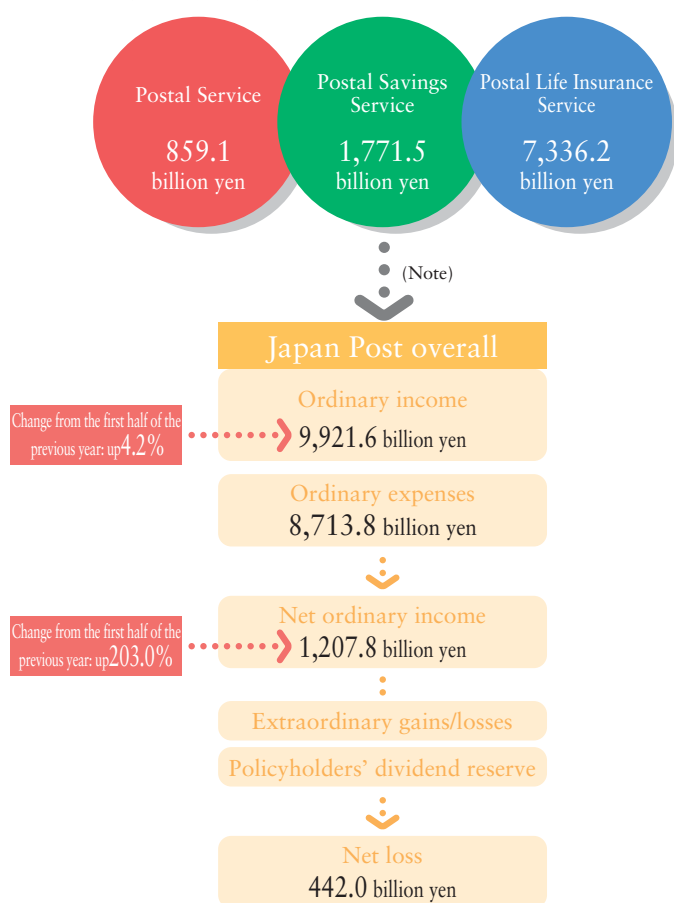 Postal Service
859.1
billion yen
Postal Savings
Service
1,771.5
billion yen
Postal Life Insurance
Service
7,336.2
billion yen
(Note)
Japan Post overall
Ordinary income
9,921.6 billion yen
Change from the first half of the
previous year: up4.2%
Ordinary expenses
8,713.8 billion yen
Net ordinary income
1,207.8 billion yen
Change from the first half of the
previous year: up203.0%
Extraordinary gains/losses
Policyholders’ dividend reserve
Net loss
442.0 billion yen